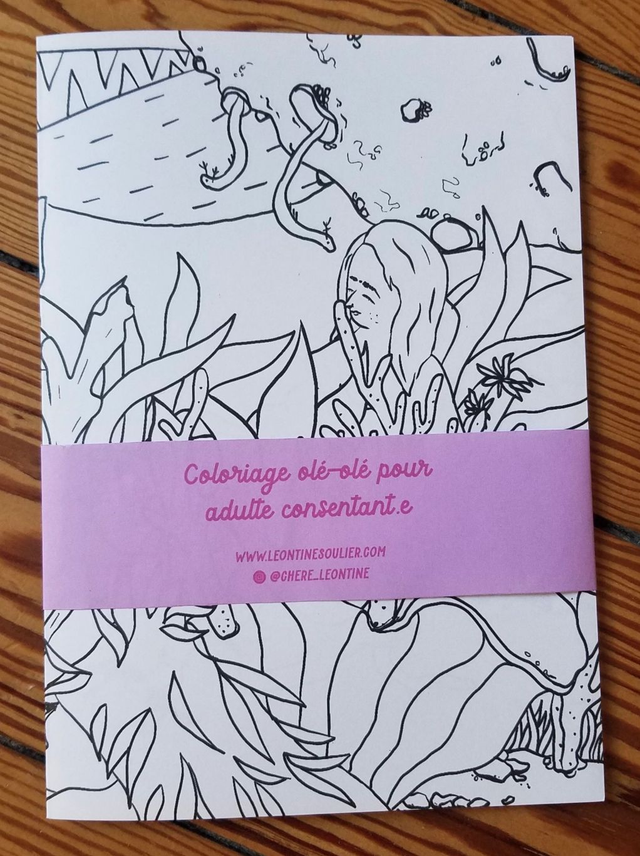 Coloriage olé-olé pour
adulte consentant.e
WWW.LEONTINESOULIER.COM
@CHERE_LEONTINE